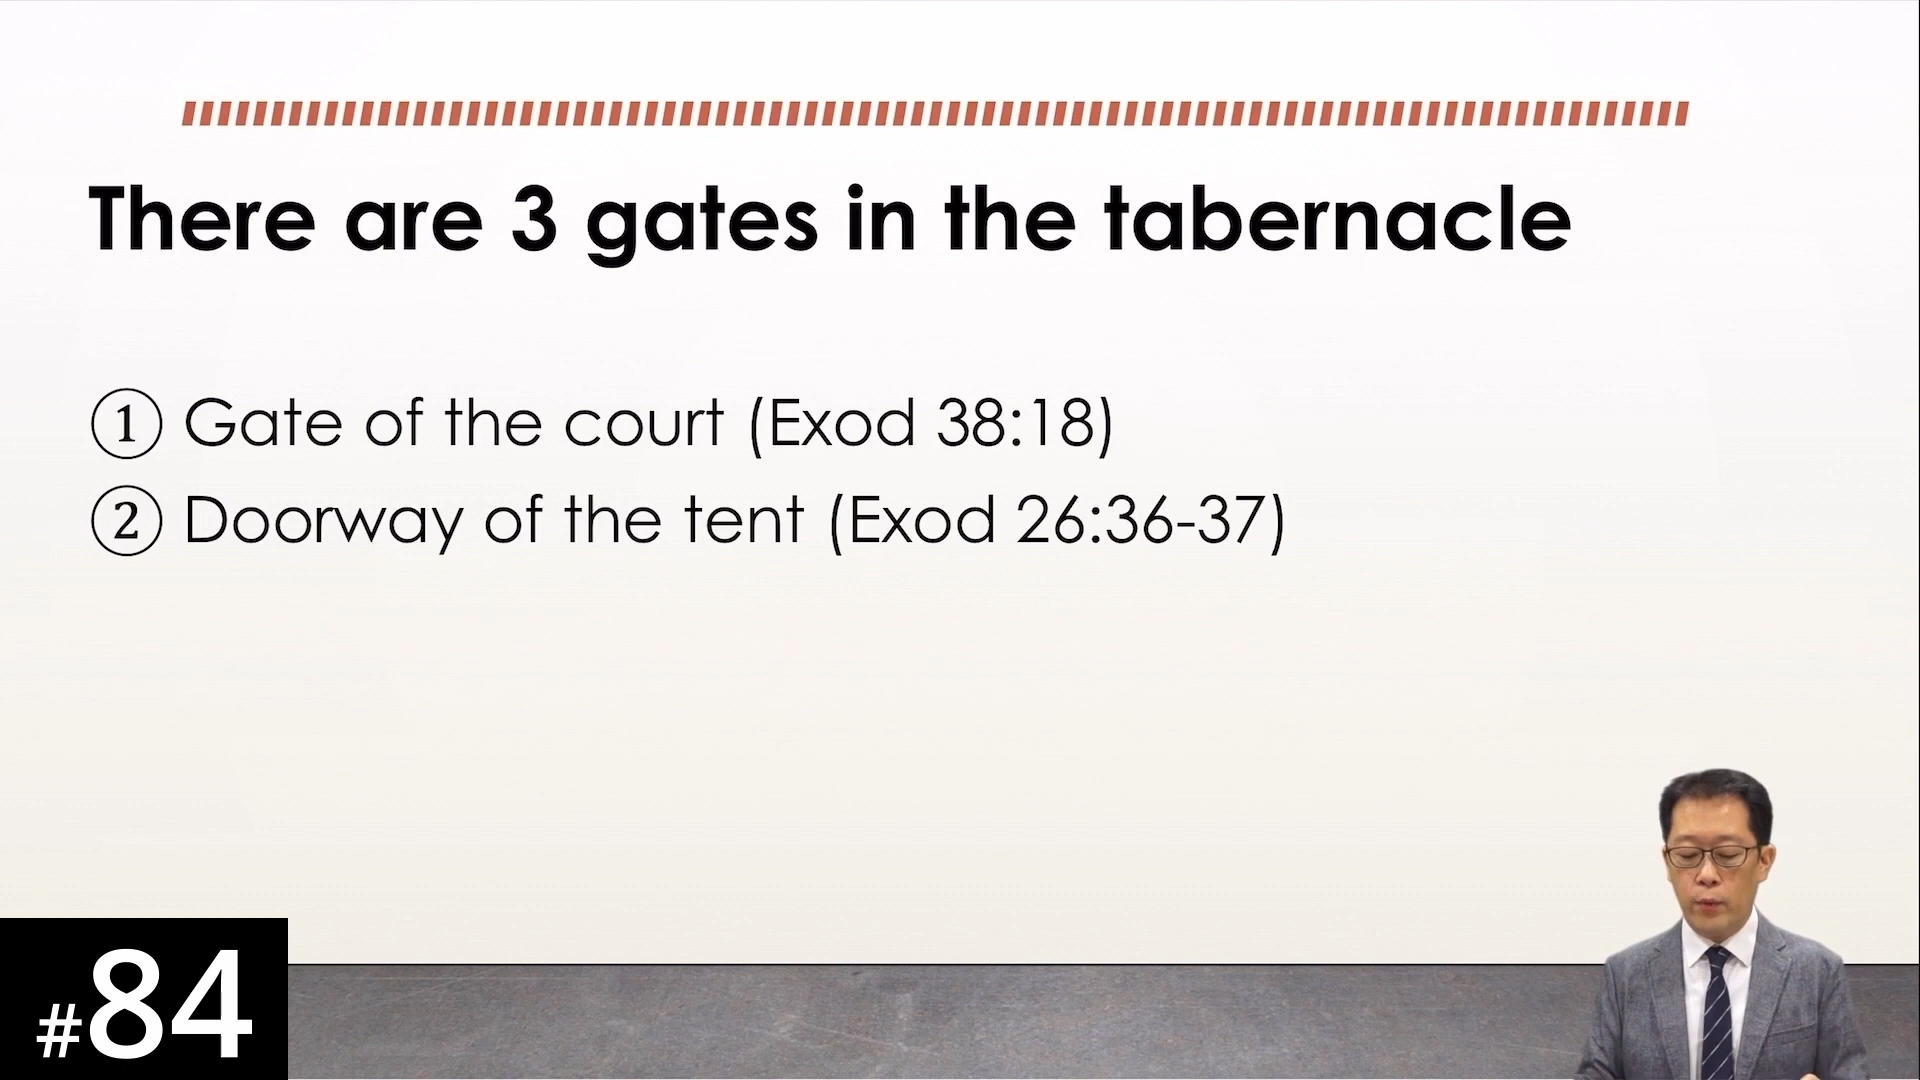 There are 3 gates in the tabernacle
① Gate of the court (Exod 38:18)
② Doorway of the tent (Exod 26:36-37)
#84